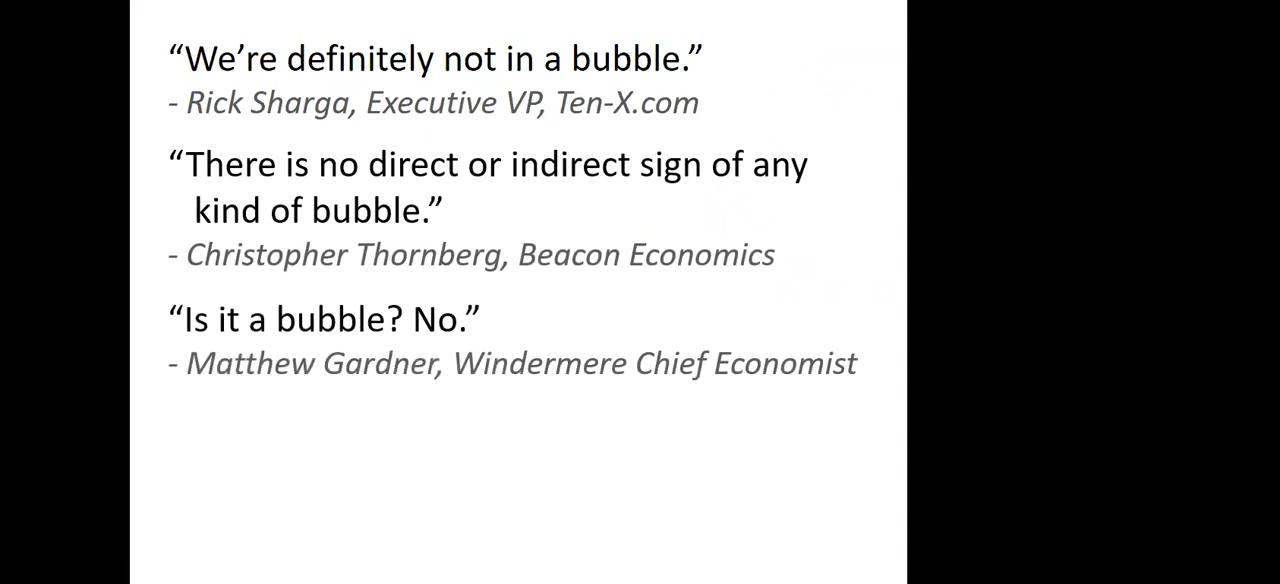 “We’re definitely not in a bubble.”
- Rick Sharga, Executive VP, Ten-X.com
“There is no direct or indirect sign of any
kind of bubble.”
- Christopher Thornberg, Beacon Economics
“Is it a bubble? No.”
- Matthew Gardner, Windermere Chief Economist